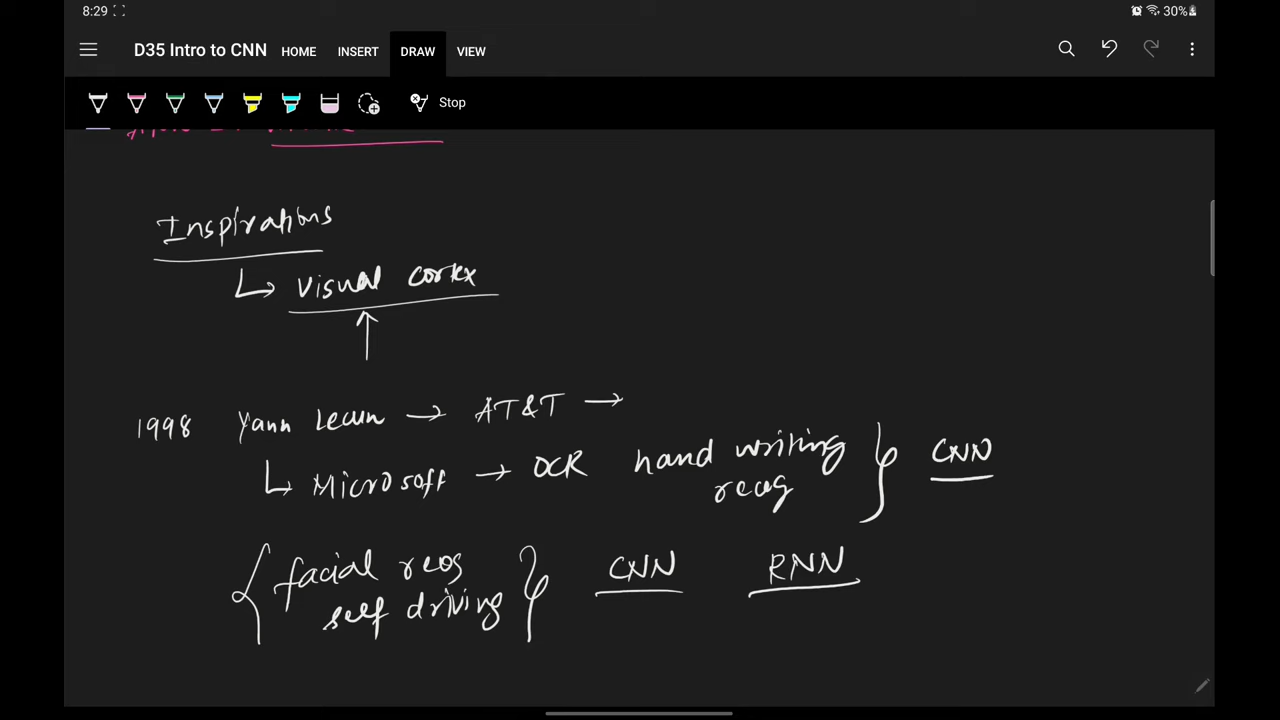 8:29 30%
D35 Intro to CNN HOME INSERT DRAW VIEW
Stop
Inspirations
↳ visual cortex
↑
1998 Yann Lecun → AT&T →
↳ Microsoft → OCR hand writing } CNN
recog
{ facial recog } CNN RNN
self driving